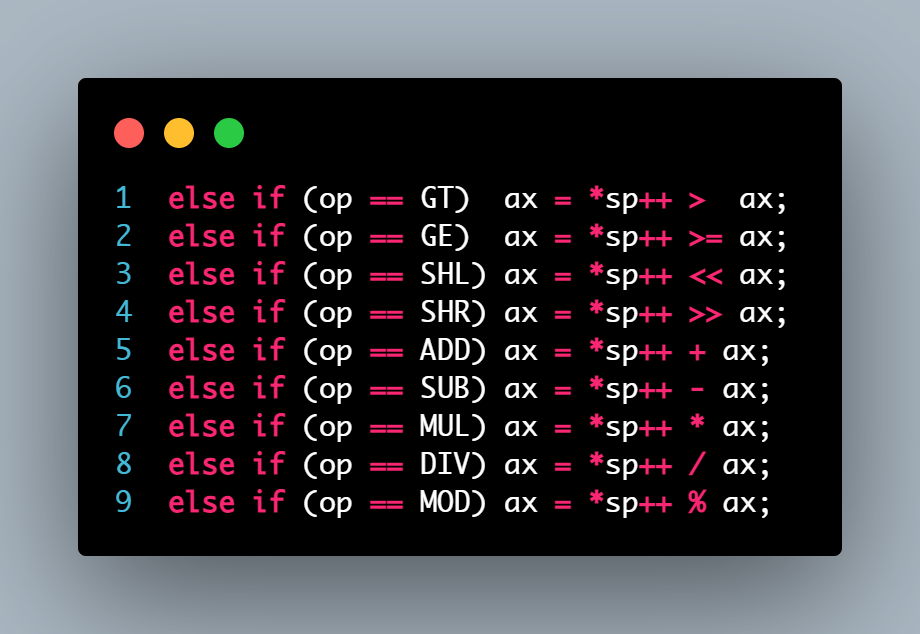 1 else if (op == GT)  ax = *sp++ >  ax;
2 else if (op == GE)  ax = *sp++ >= ax;
3 else if (op == SHL) ax = *sp++ << ax;
4 else if (op == SHR) ax = *sp++ >> ax;
5 else if (op == ADD) ax = *sp++ + ax;
6 else if (op == SUB) ax = *sp++ - ax;
7 else if (op == MUL) ax = *sp++ * ax;
8 else if (op == DIV) ax = *sp++ / ax;
9 else if (op == MOD) ax = *sp++ % ax;